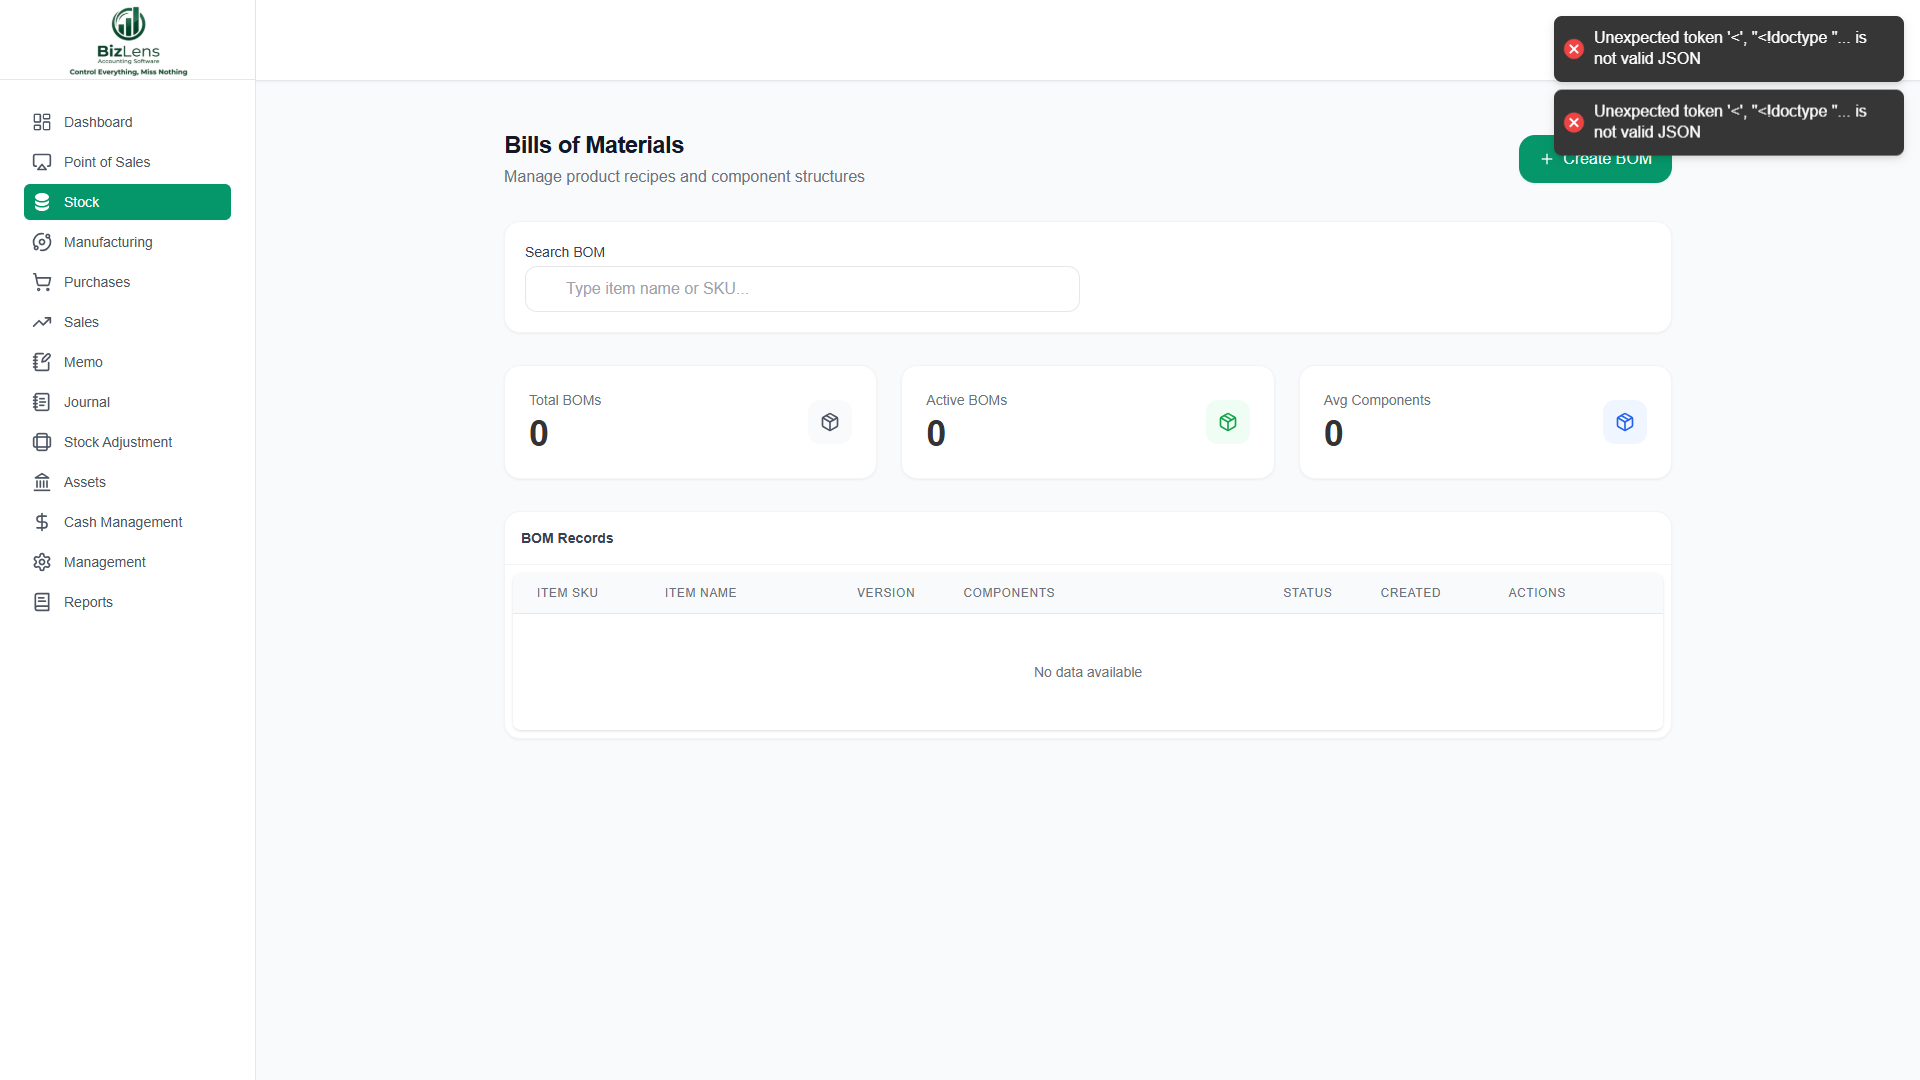 BizLens
Accounting Software
Control Everything, Miss Nothing
Dashboard
Point of Sales
Stock
Manufacturing
Purchases
Sales
Memo
Journal
Stock Adjustment
Assets
Cash Management
Management
Reports
Unexpected token '<', "<!doctype "... is
not valid JSON
Unexpected token '<', "<!doctype "... is
not valid JSON
Bills of Materials
Manage product recipes and component structures
+ Create BOM
Search BOM
Type item name or SKU...
Total BOMs
0
Active BOMs
0
Avg Components
0
BOM Records
ITEM SKU ITEM NAME VERSION COMPONENTS STATUS CREATED ACTIONS
No data available